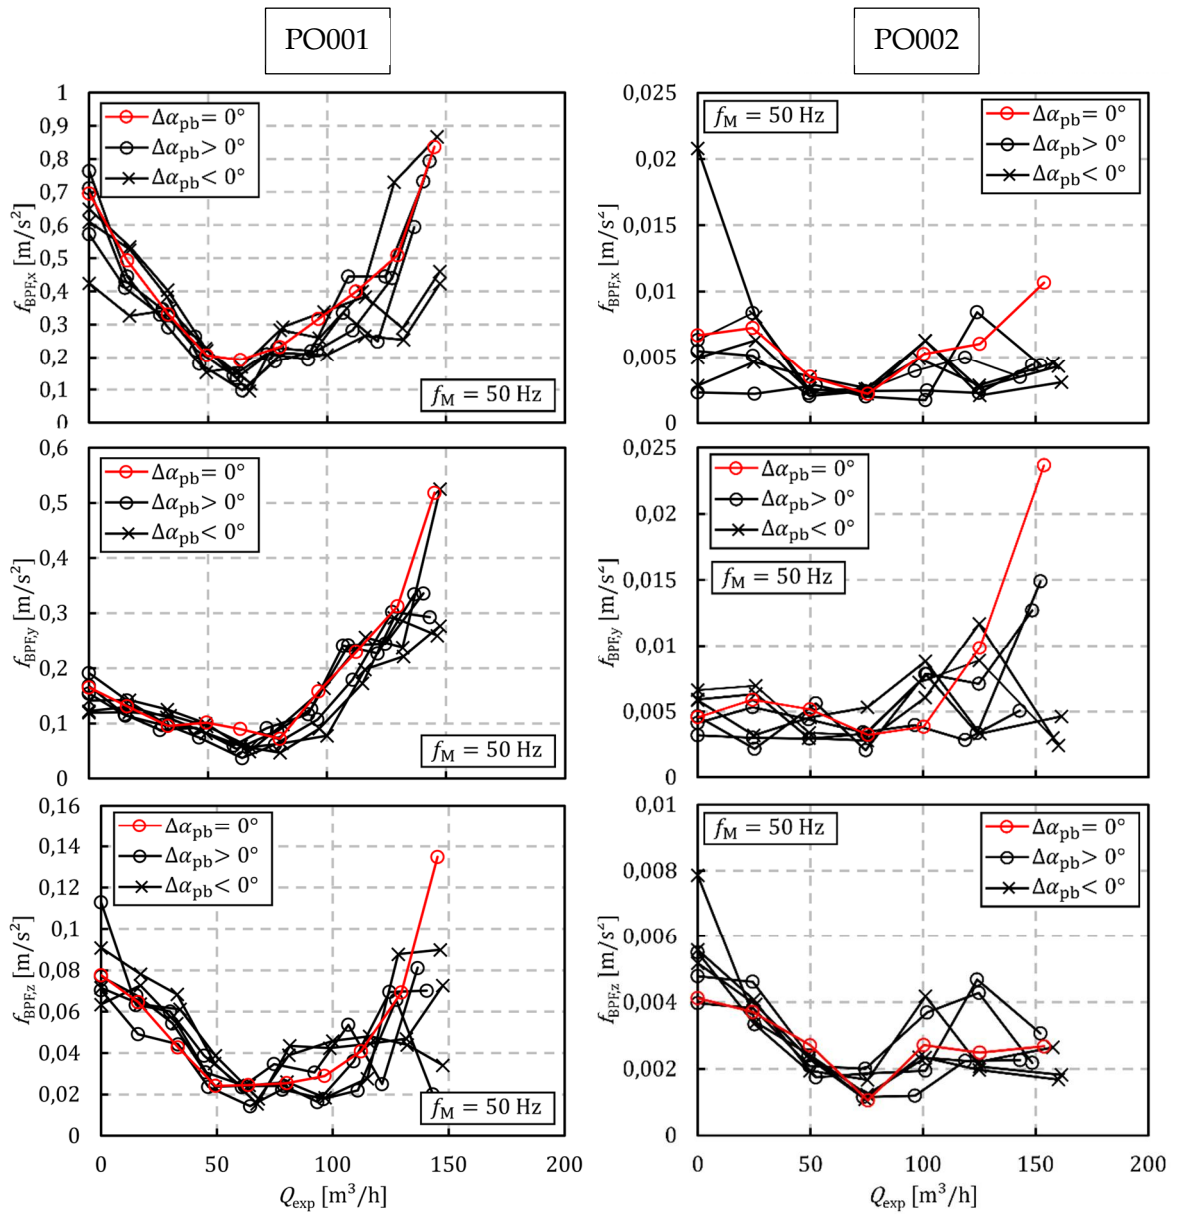 PO001
PO002
1
0,9
0,8
0,7
0,6
0,5
0,4
0,3
0,2
0,1
0
f_BPF,x [m/s²]
Δα_pb = 0°
Δα_pb > 0°
Δα_pb < 0°
f_M = 50 Hz
0,025
0,02
0,015
0,01
0,005
0
f_BPF,x [m/s²]
f_M = 50 Hz
Δα_pb = 0°
Δα_pb > 0°
Δα_pb < 0°
0,6
0,5
0,4
0,3
0,2
0,1
0
f_BPF,y [m/s²]
Δα_pb = 0°
Δα_pb > 0°
Δα_pb < 0°
f_M = 50 Hz
0,025
0,02
0,015
0,01
0,005
0
f_BPF,y [m/s²]
Δα_pb = 0°
Δα_pb > 0°
Δα_pb < 0°
f_M = 50 Hz
0,16
0,14
0,12
0,1
0,08
0,06
0,04
0,02
0
f_BPF,z [m/s²]
Δα_pb = 0°
Δα_pb > 0°
Δα_pb < 0°
f_M = 50 Hz
0 50 100 150 200
Q_exp [m³/h]
0,01
0,008
0,006
0,004
0,002
0
f_BPF,z [m/s²]
f_M = 50 Hz
Δα_pb = 0°
Δα_pb > 0°
Δα_pb < 0°
0 50 100 150 200
Q_exp [m³/h]